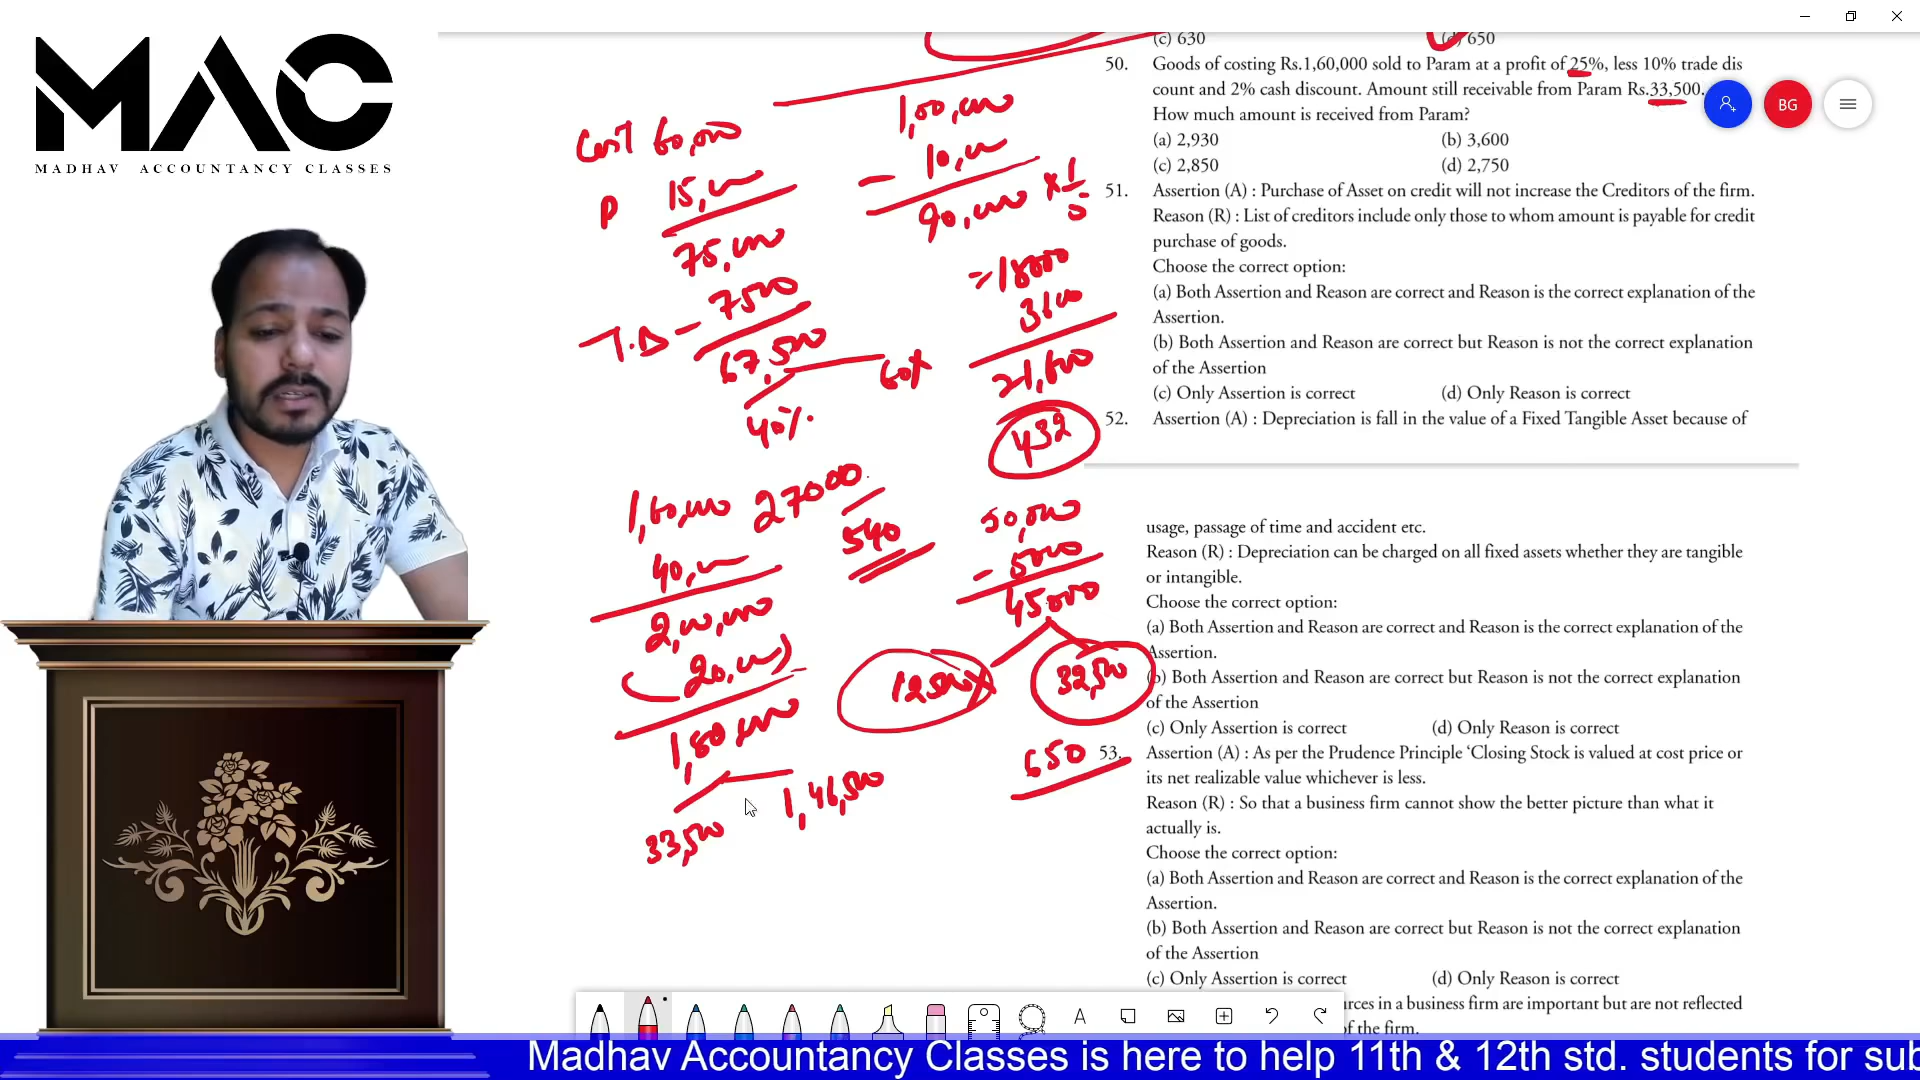 MAC
MADHAV ACCOUNTANCY CLASSES
(c) 630 (d) 650
50. Goods of costing Rs.1,60,000 sold to Param at a profit of 25%, less 10% trade dis
count and 2% cash discount. Amount still receivable from Param Rs.33,500.
How much amount is received from Param?
(a) 2,930 (b) 3,600
(c) 2,850 (d) 2,750
BG
51. Assertion (A) : Purchase of Asset on credit will not increase the Creditors of the firm.
Reason (R) : List of creditors include only those to whom amount is payable for credit
purchase of goods.
Choose the correct option:
(a) Both Assertion and Reason are correct and Reason is the correct explanation of the
Assertion.
(b) Both Assertion and Reason are correct but Reason is not the correct explanation
of the Assertion
(c) Only Assertion is correct (d) Only Reason is correct
52. Assertion (A) : Depreciation is fall in the value of a Fixed Tangible Asset because of
usage, passage of time and accident etc.
Reason (R) : Depreciation can be charged on all fixed assets whether they are tangible
or intangible.
Choose the correct option:
(a) Both Assertion and Reason are correct and Reason is the correct explanation of the
Assertion.
(b) Both Assertion and Reason are correct but Reason is not the correct explanation
of the Assertion
(c) Only Assertion is correct (d) Only Reason is correct
53. Assertion (A) : As per the Prudence Principle ‘Closing Stock is valued at cost price or
its net realizable value whichever is less.
Reason (R) : So that a business firm cannot show the better picture than what it
actually is.
Choose the correct option:
(a) Both Assertion and Reason are correct and Reason is the correct explanation of the
Assertion.
(b) Both Assertion and Reason are correct but Reason is not the correct explanation
of the Assertion
(c) Only Assertion is correct (d) Only Reason is correct
rces in a business firm are important but are not reflected
of the firm.
Cost 60,000
P 15,000
75,000
T.D - 7500
67,500
40% 60%
27000
540
1,00,000
- 10,000
90,000 × 1/5
= 18000
3600
21,600
432
1,60,000
40,000
2,00,000
(20,000)
1,80,000
33,500 1,46,500
50,000
- 5000
45000
12500 32,500
650
Madhav Accountancy Classes is here to help 11th & 12th std. students for sub